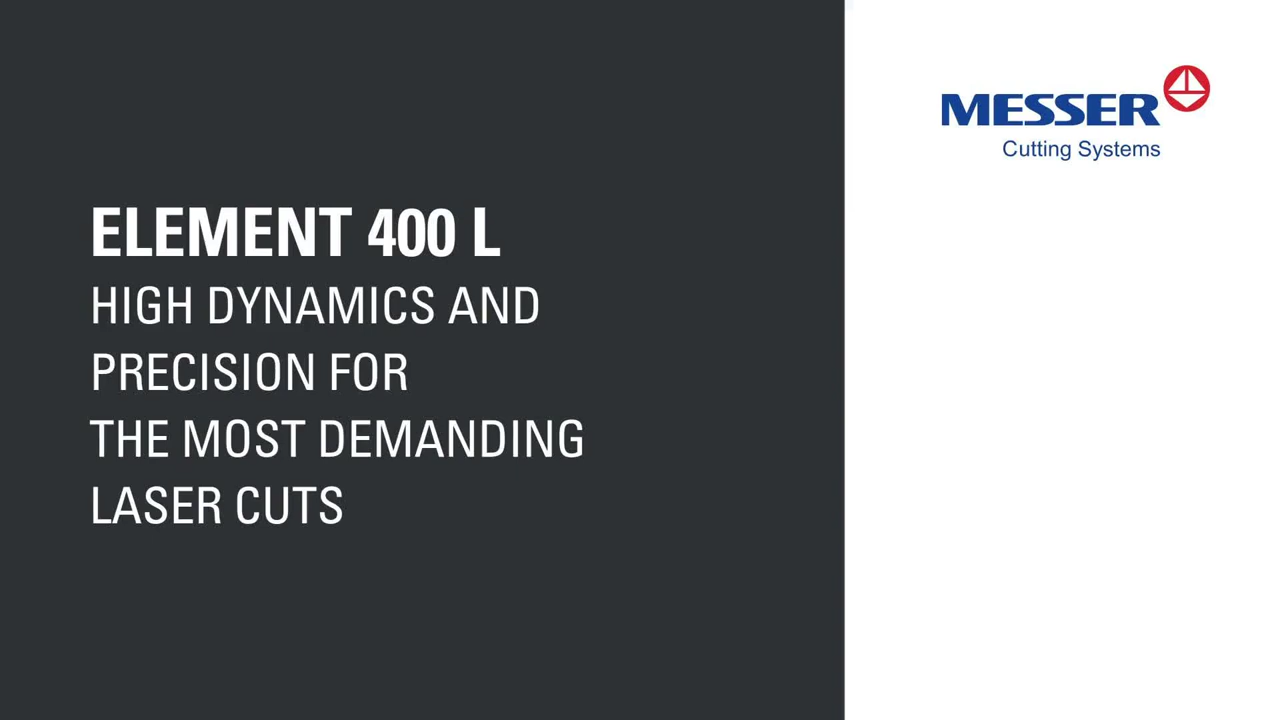 ELEMENT 400 L
HIGH DYNAMICS AND
PRECISION FOR
THE MOST DEMANDING
LASER CUTS
MESSER
Cutting Systems